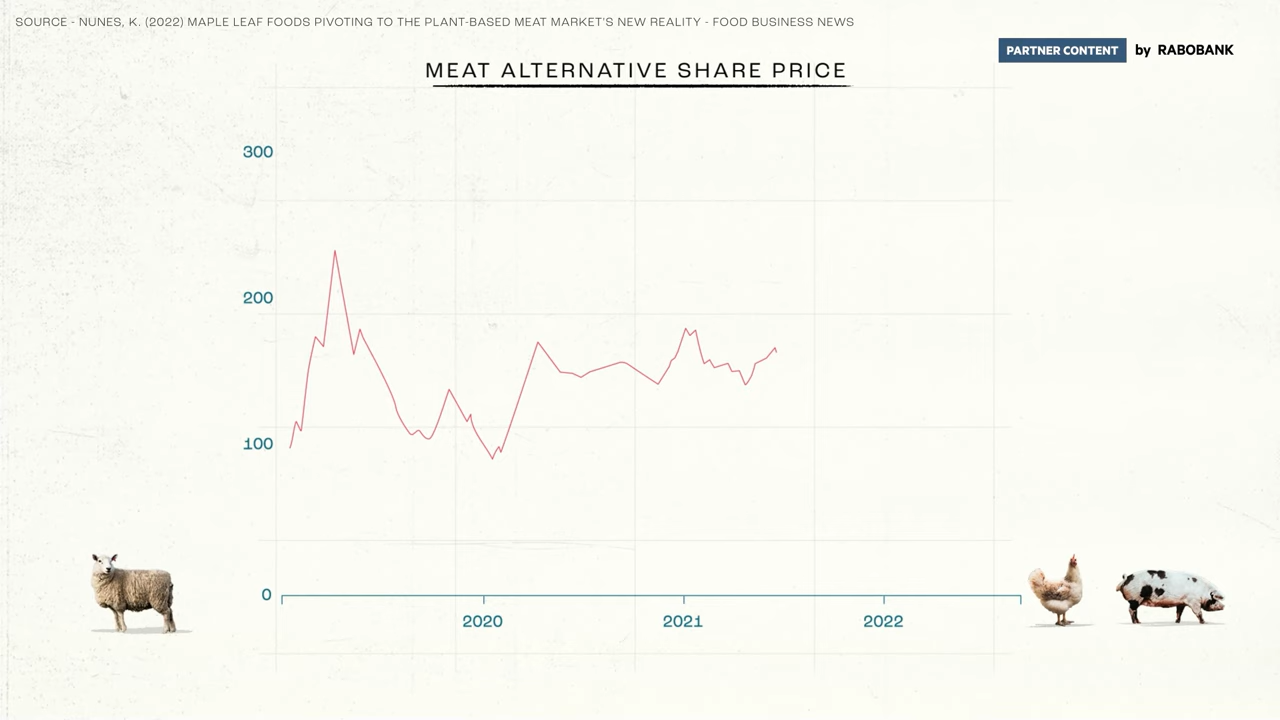 SOURCE - NUNES, K. (2022) MAPLE LEAF FOODS PIVOTING TO THE PLANT-BASED MEAT MARKET'S NEW REALITY - FOOD BUSINESS NEWS
PARTNER CONTENT by RABOBANK
MEAT ALTERNATIVE SHARE PRICE
300
200
100
0
2020 2021 2022